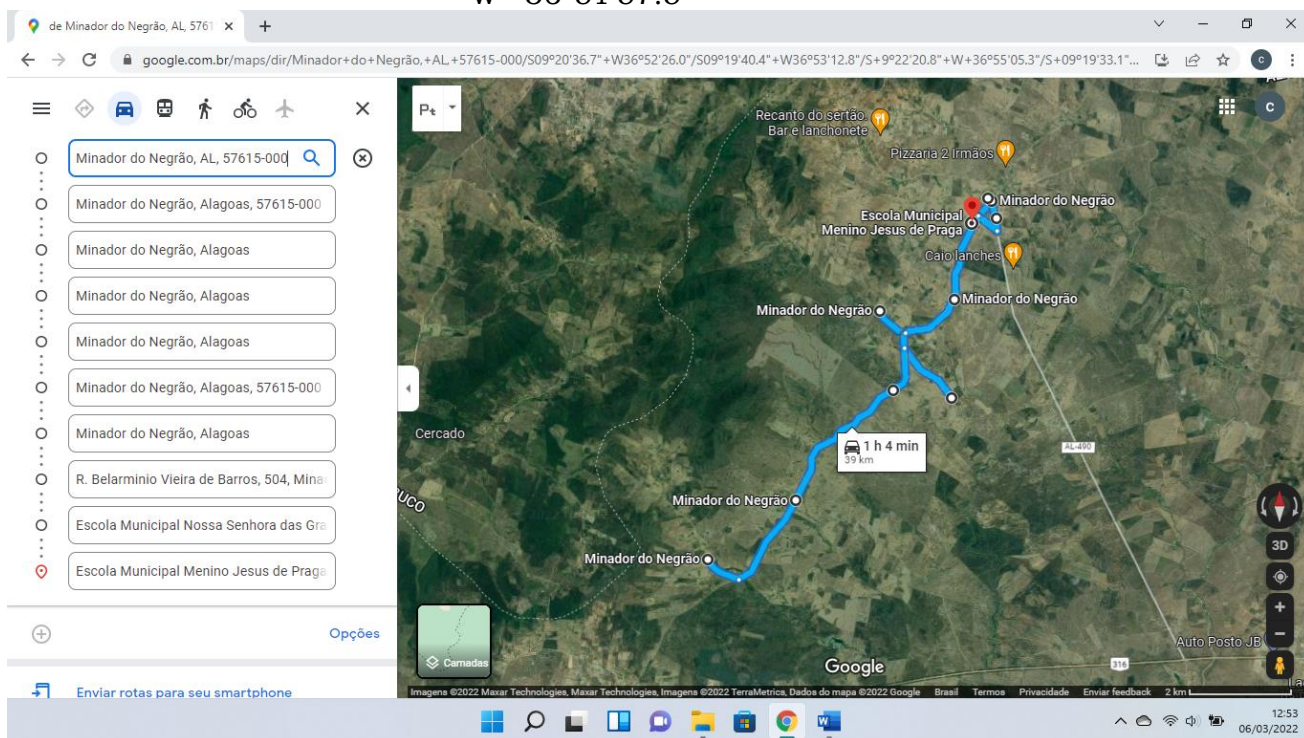 de Minador do Negrão, AL, 5761
google.com.br/maps/dir/Minador+do+Negrão,+AL,+57615-000/S09°20'36.7"+W36°52'26.0"/S09°19'40.4"+W36°53'12.8"/S+9°22'20.8"+W+36°55'05.3"/S+09°19'33.1"...
C
Minador do Negrão, AL, 57615-000
Minador do Negrão, Alagoas, 57615-000
Minador do Negrão, Alagoas
Minador do Negrão, Alagoas
Minador do Negrão, Alagoas
Minador do Negrão, Alagoas, 57615-000
Minador do Negrão, Alagoas
R. Belarminio Vieira de Barros, 504, Mina
Escola Municipal Nossa Senhora das Gra
Escola Municipal Menino Jesus de Praga
Opções
Enviar rotas para seu smartphone
Pt
C
Recanto do sertão
Bar e lanchonete
Pizzaria 2 Irmãos
Minador do Negrão
Escola Municipal
Menino Jesus de Praga
Caio lanches
Minador do Negrão
Minador do Negrão
Cercado
1 h 4 min
39 km
AL-490
UCO
Minador do Negrão
Minador do Negrão
3D
Camadas
Google
316
Auto Posto JB
Imagens ©2022 Maxar Technologies, Maxar Technologies, Imagens ©2022 TerraMetrica, Dados do mapa ©2022 Google Brasil Termos Privacidade Enviar feedback 2 km
12:53
06/03/2022